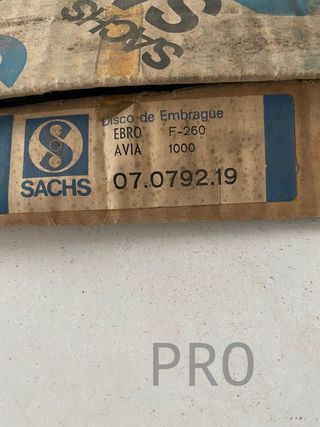 SACHS
Disco de Embrague
EBRO F-260
AVIA 1000
SACHS
07.0792.19
PRO